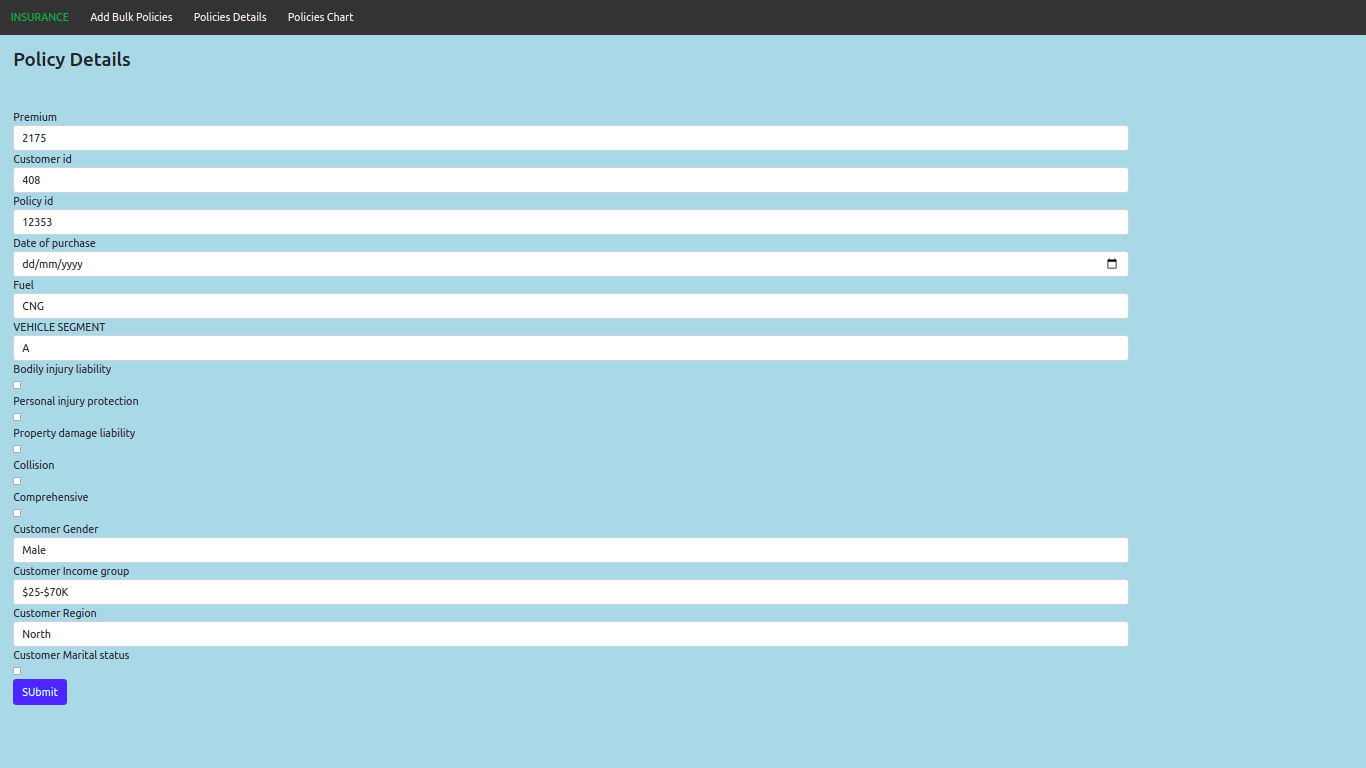 INSURANCE Add Bulk Policies Policies Details Policies Chart
Policy Details
Premium
2175
Customer id
408
Policy id
12353
Date of purchase
dd/mm/yyyy
Fuel
CNG
VEHICLE SEGMENT
A
Bodily injury liability
Personal injury protection
Property damage liability
Collision
Comprehensive
Customer Gender
Male
Customer Income group
$25-$70K
Customer Region
North
Customer Marital status
SUbmit